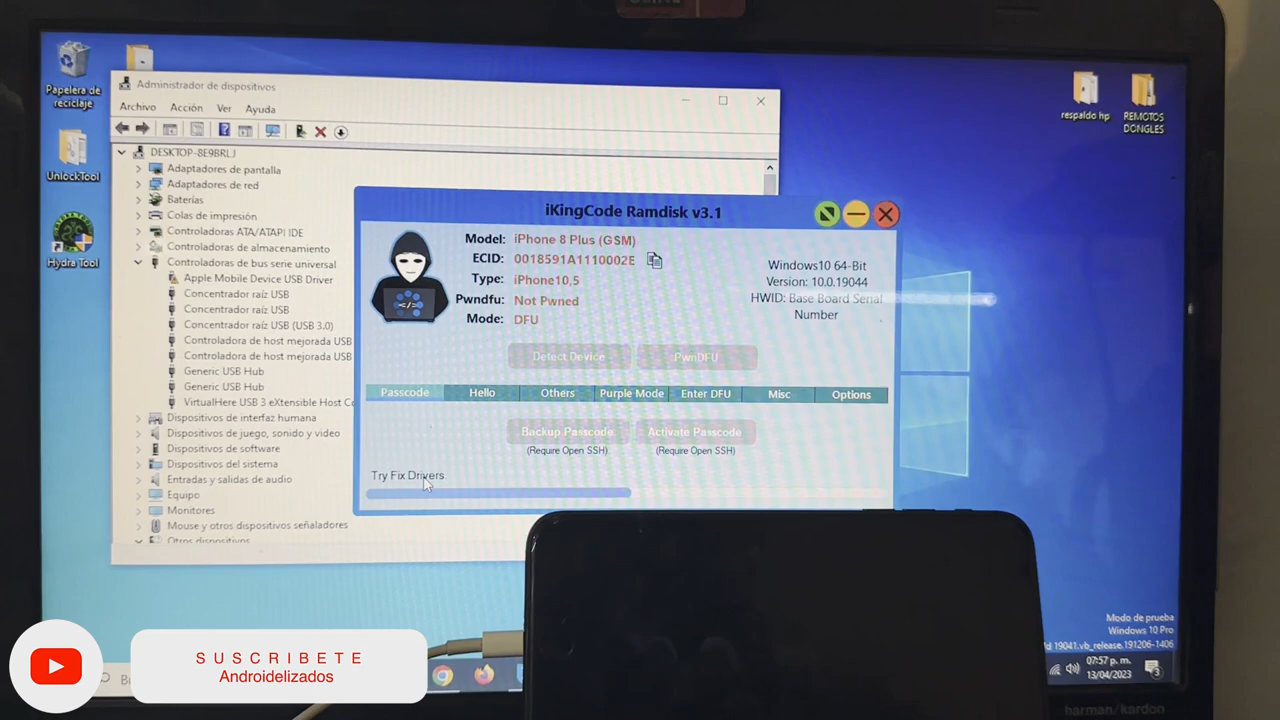 Papelera de
reciclaje
UnlockTool
Hydra Tool
Administrador de dispositivos
Archivo Acción Ver Ayuda
DESKTOP-8E9BRLJ
Adaptadores de pantalla
Adaptadores de red
Baterías
Colas de impresión
Controladoras ATA/ATAPI IDE
Controladoras de almacenamiento
Controladoras de bus serie universal
Apple Mobile Device USB Driver
Concentrador raíz USB
Concentrador raíz USB
Concentrador raíz USB (USB 3.0)
Controladora de host mejorada USB
Controladora de host mejorada USB
Generic USB Hub
Generic USB Hub
VirtualHere USB 3 eXtensible Host Co
Dispositivos de interfaz humana
Dispositivos de juego, sonido y video
Dispositivos de software
Dispositivos del sistema
Entradas y salidas de audio
Equipo
Monitores
Mouse y otros dispositivos señaladores
Otros dispositivos
iKingCode Ramdisk v3.1
Model: iPhone 8 Plus (GSM)
ECID: 0018591A1110002E
Type: iPhone10,5
Pwndfu: Not Pwned
Mode: DFU
Windows10 64-Bit
Version: 10.0.19044
HWID: Base Board Serial
Number
Detect Device PwnDFU
Passcode Hello Others Purple Mode Enter DFU Misc Options
Backup Passcode Activate Passcode
(Requre Open SSH) (Requre Open SSH)
Try Fix Drivers
respaldo hp
REMOTOS
DONGLES
Modo de prueba
Windows 10 Pro
19041.vb_release.191206-1406
07:57 p. m.
13/04/2023
SUSCRIBETE
Androidelizados
harman/kardon